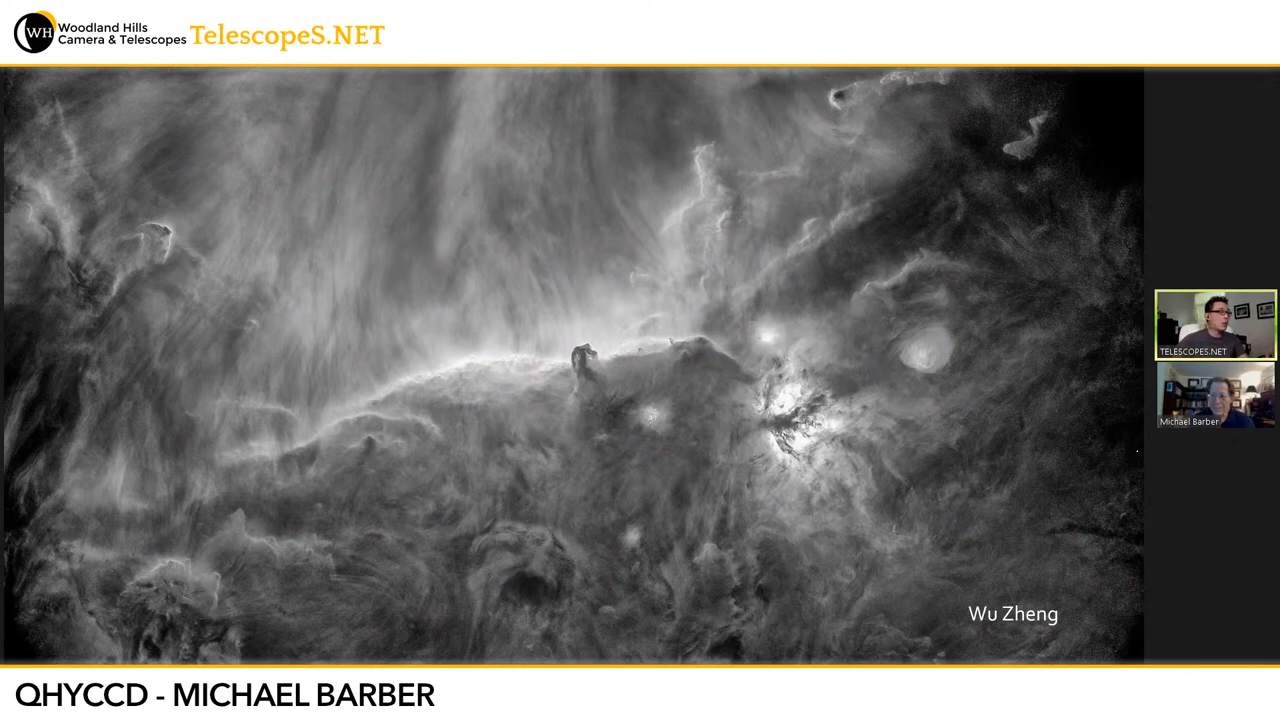 WH
Woodland Hills
Camera & Telescopes
TelescopeS.NET
TELESCOPES.NET
Michael Barber
Wu Zheng
QHYCCD - MICHAEL BARBER